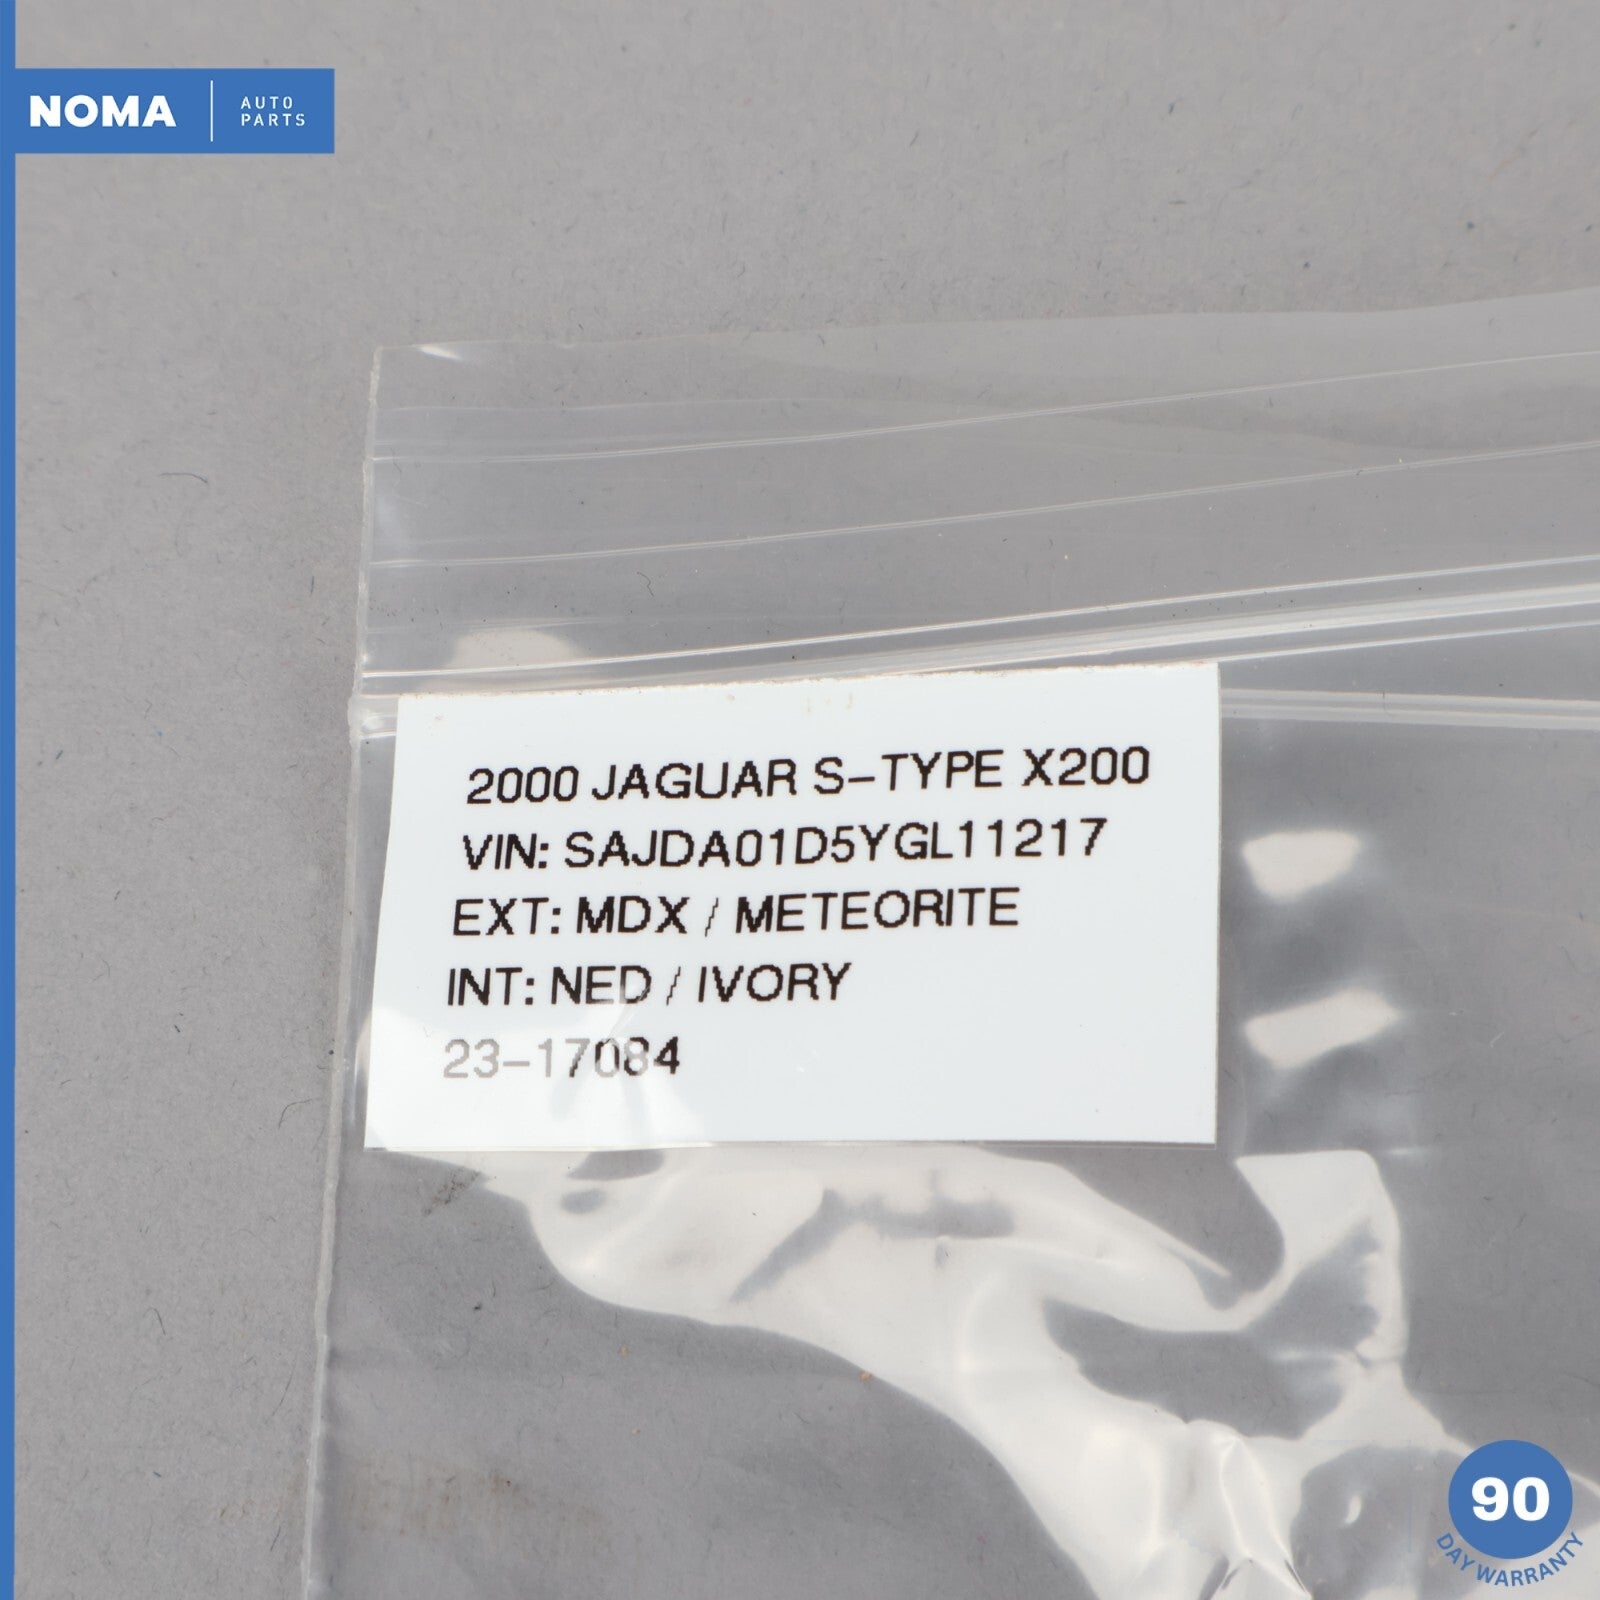 NOMA
AUTO
PARTS
2000 JAGUAR S-TYPE X200
VIN: SAJDA01D5YGL11217
EXT: MDX / METEORITE
INT: NED / IVORY
23-17084
90
DAY WARRANTY